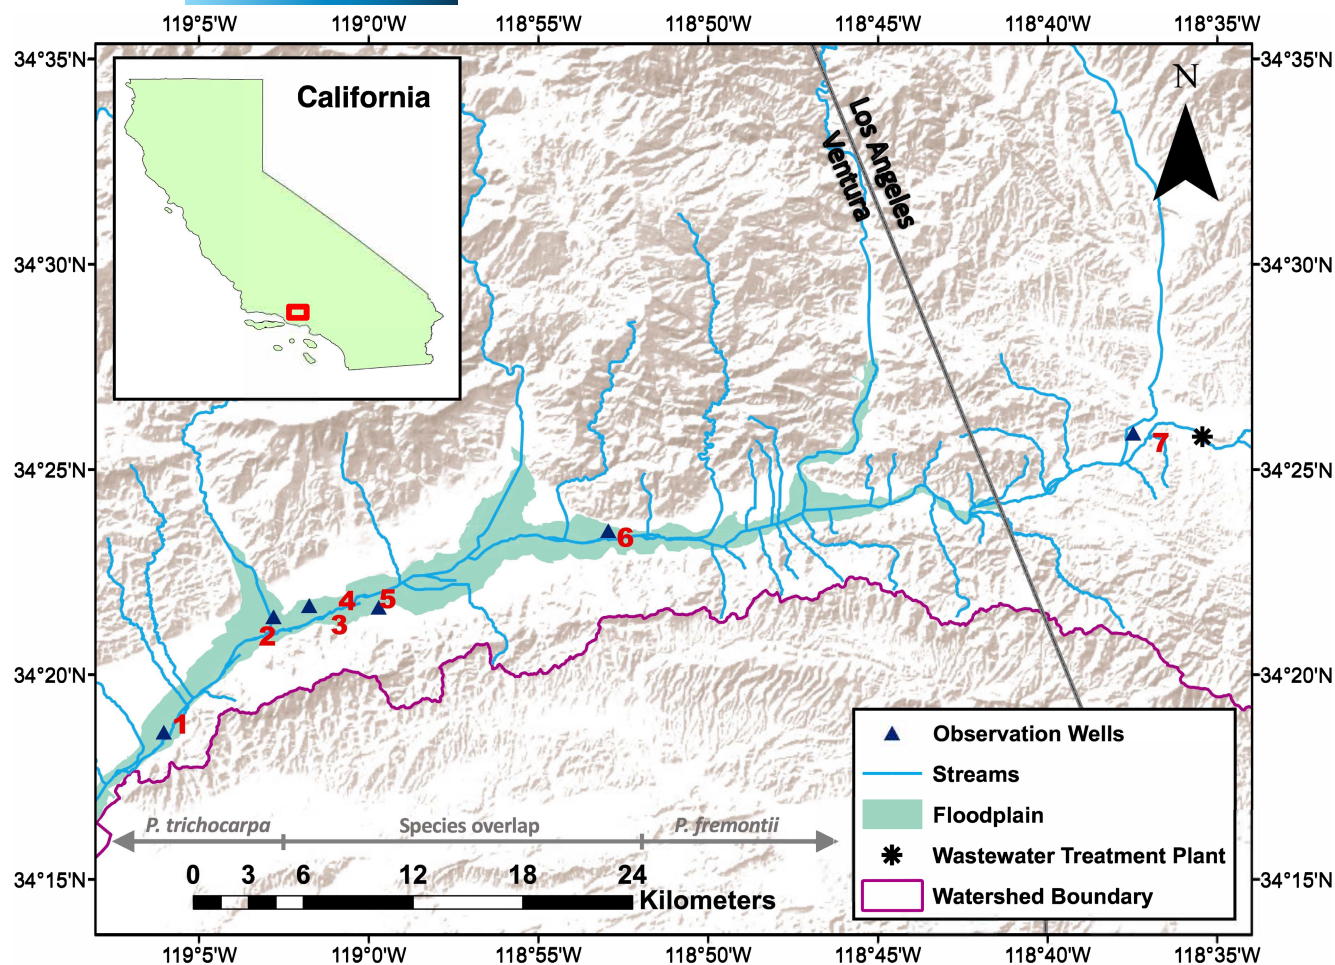 119°5'W 119°0'W 118°55'W 118°50'W 118°45'W 118°40'W 118°35'W
34°35'N 34°35'N
N
California
Los Angeles
Ventura
34°30'N 34°30'N
7
34°25'N 34°25'N
6
4 5
2 3
34°20'N 34°20'N
1
Observation Wells
Streams
Floodplain
Wastewater Treatment Plant
Watershed Boundary
P. trichocarpa Species overlap P. fremontii
0 3 6 12 18 24
Kilometers
34°15'N 34°15'N
119°5'W 119°0'W 118°55'W 118°50'W 118°45'W 118°40'W 118°35'W